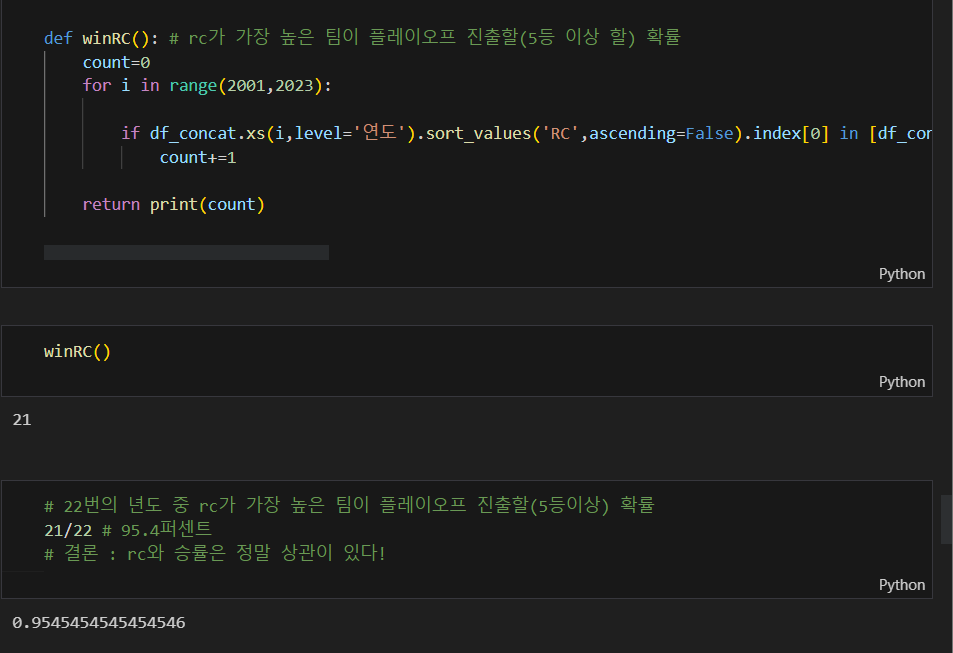 def winRC(): # rc가 가장 높은 팀이 플레이오프 진출할(5등 이상 할) 확률
count=0
for i in range(2001,2023):
if df_concat.xs(i,level='연도').sort_values('RC',ascending=False).index[0] in [df_con
count+=1
return print(count)
Python
winRC()
Python
21
# 22번의 년도 중 rc가 가장 높은 팀이 플레이오프 진출할(5등이상) 확률
21/22 # 95.4퍼센트
# 결론 : rc와 승률은 정말 상관이 있다!
Python
0.9545454545454546